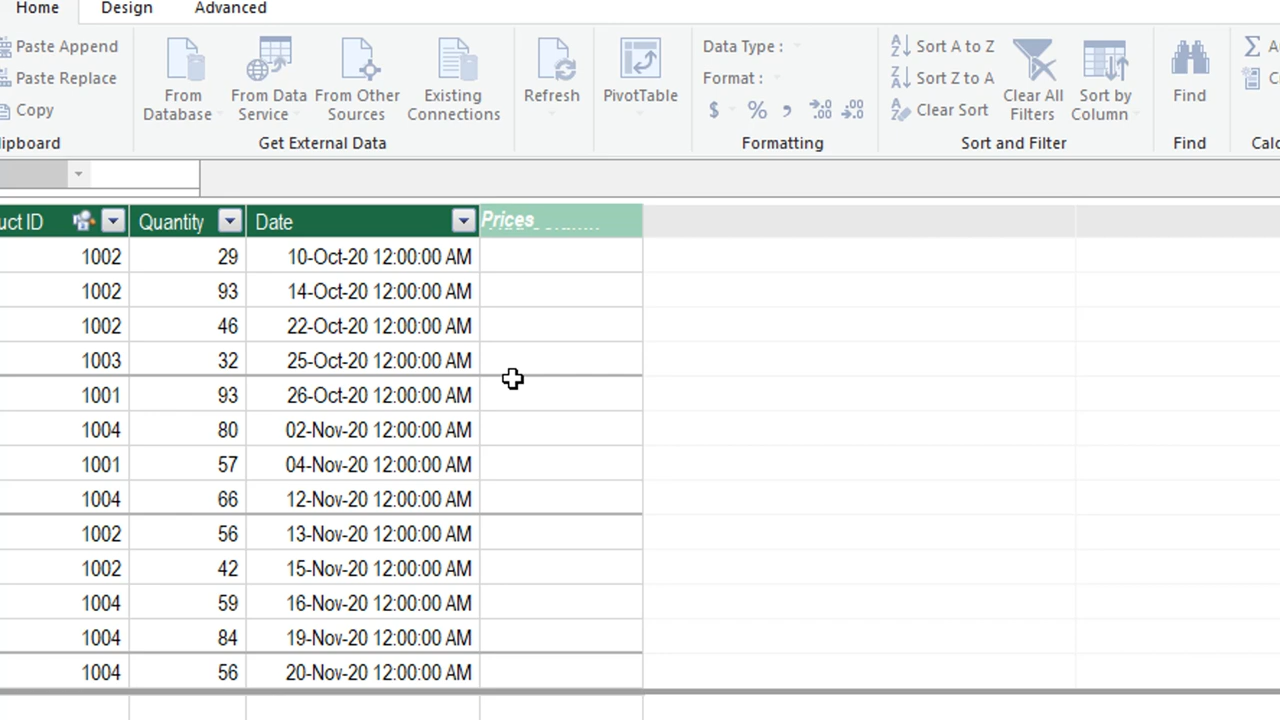 Home Design Advanced
Paste Append
Paste Replace
Copy
lipboard
From Database
From Data Service
From Other Sources
Existing Connections
Get External Data
Refresh
PivotTable
Data Type :
Format :
$ % ,
Formatting
Sort A to Z
Sort Z to A
Clear Sort
Clear All Filters
Sort by Column
Sort and Filter
Find
Find
Calc
uct ID Quantity Date Prices
1002 29 10-Oct-20 12:00:00 AM
1002 93 14-Oct-20 12:00:00 AM
1002 46 22-Oct-20 12:00:00 AM
1003 32 25-Oct-20 12:00:00 AM
1001 93 26-Oct-20 12:00:00 AM
1004 80 02-Nov-20 12:00:00 AM
1001 57 04-Nov-20 12:00:00 AM
1004 66 12-Nov-20 12:00:00 AM
1002 56 13-Nov-20 12:00:00 AM
1002 42 15-Nov-20 12:00:00 AM
1004 59 16-Nov-20 12:00:00 AM
1004 84 19-Nov-20 12:00:00 AM
1004 56 20-Nov-20 12:00:00 AM